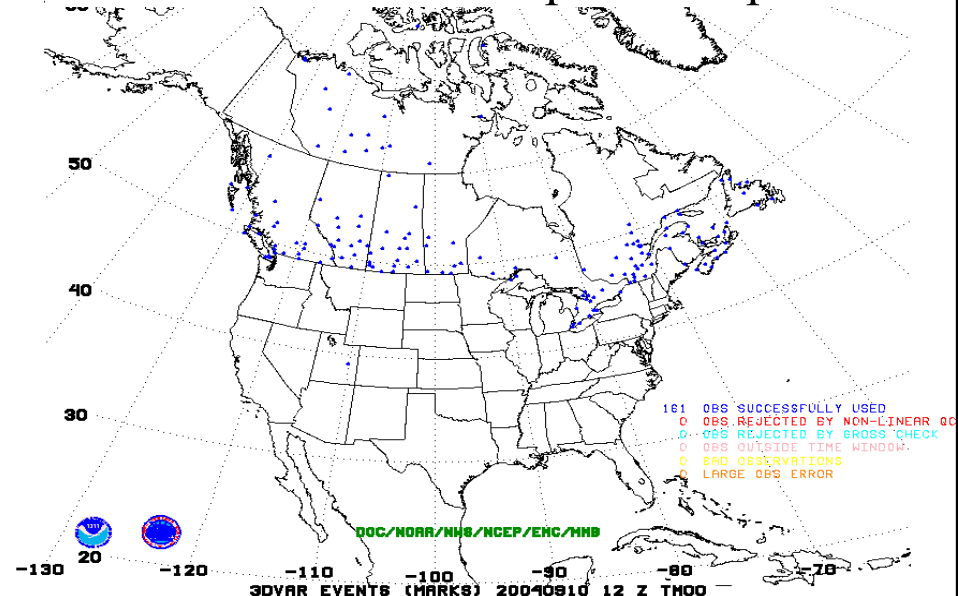 50
40
30
161 OBS SUCCESSFULLY USED
0 OBS REJECTED BY NON-LINEAR QC
0 OBS REJECTED BY GROSS CHECK
0 OBS OUTSIDE TIME WINDOW
0 BAD OBSERVATIONS
0 LARGE OBS ERROR
DOC/NOAA/NWS/NCEP/EMC/MMB
20
-130 -120 -110 -100 -90 -80 -70
3DVAR EVENTS (MARKS) 20040910 12 Z TM00